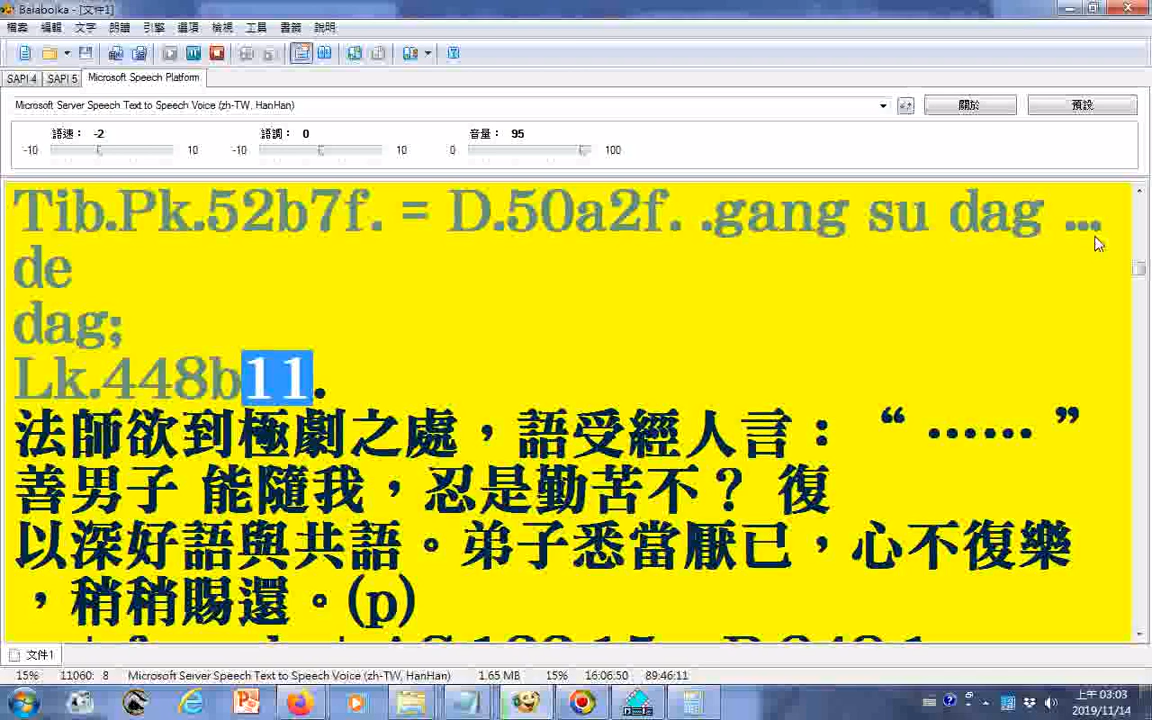 Balabolka - [文件1]
檔案 編輯 文字 朗讀 引擎 選項 檢視 工具 書籤 說明
SAPI 4 SAPI 5 Microsoft Speech Platform
Microsoft Server Speech Text to Speech Voice (zh-TW, HanHan) 關於 預設
語速： -2 語調： 0 音量： 95
-10 10 -10 10 0 100
Tib.Pk.52b7f. = D.50a2f. .gang su dag ...
de
dag;
Lk.448b11.
法師欲到極劇之處，語受經人言：“ …… ”
善男子 能隨我，忍是勤苦不？ 復
以深好語與共語。弟子悉當厭已，心不復樂
，稍稍賜還。(p)
文件1
15% 11060: 8 Microsoft Server Speech Text to Speech Voice (zh-TW, HanHan) 1.65 MB 15% 16:06:50 89:46:11
上午 03:03
2019/11/14